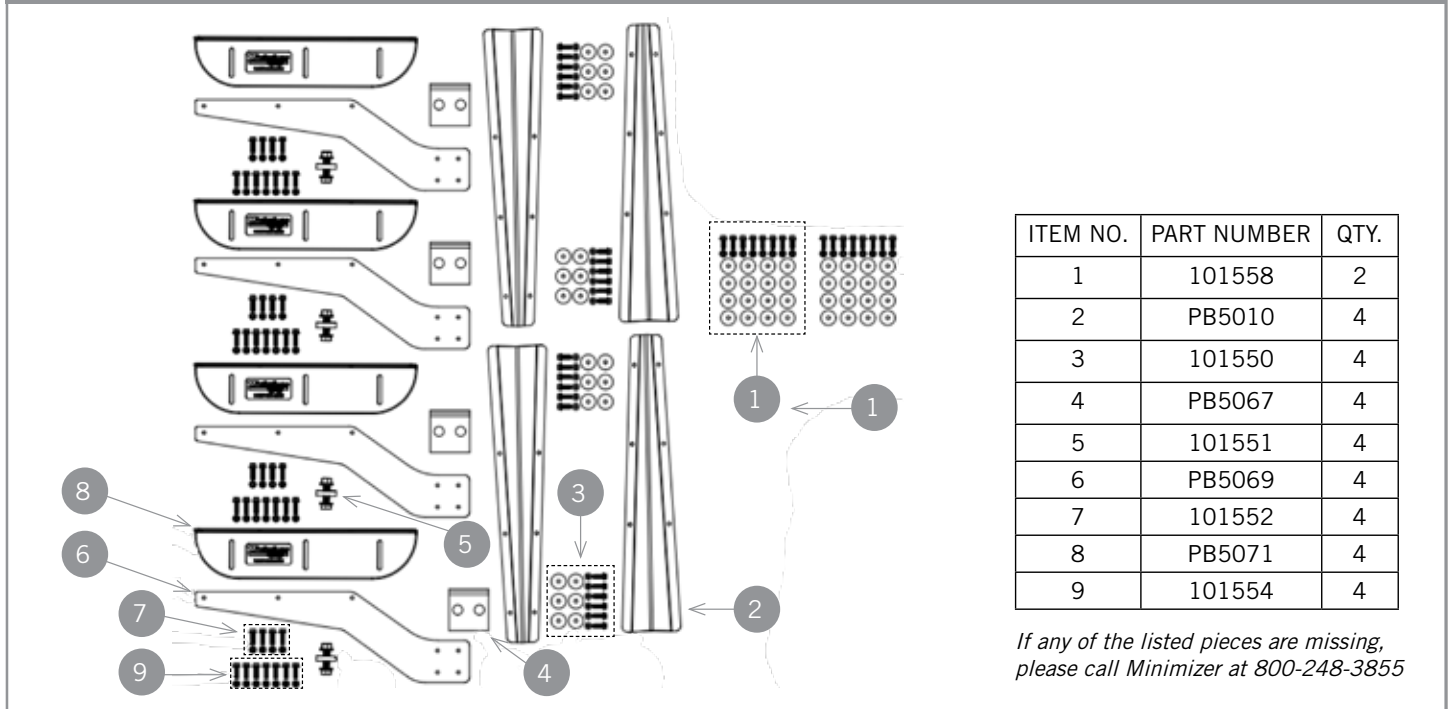 1
1
8
3
5
6
7
2
9
4
ITEM NO. PART NUMBER QTY.
1 101558 2
2 PB5010 4
3 101550 4
4 PB5067 4
5 101551 4
6 PB5069 4
7 101552 4
8 PB5071 4
9 101554 4
If any of the listed pieces are missing,
please call Minimizer at 800-248-3855